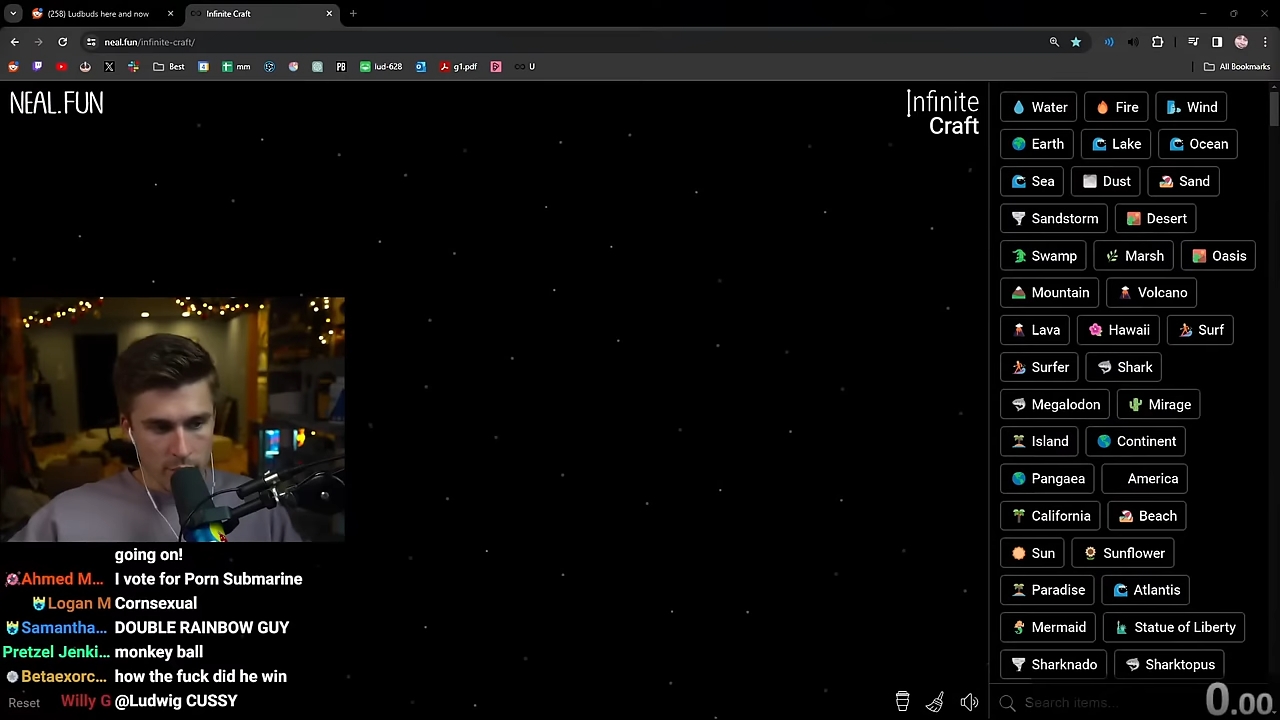 (258) Ludbuds here and now
Infinite Craft
neal.fun/infinite-craft/
Best
mm
lud-628
g1.pdf
U
All Bookmarks
NEAL.FUN
Infinite
Craft
Water Fire Wind
Earth Lake Ocean
Sea Dust Sand
Sandstorm Desert
Swamp Marsh Oasis
Mountain Volcano
Lava Hawaii Surf
Surfer Shark
Megalodon Mirage
Island Continent
Pangaea America
California Beach
Sun Sunflower
Paradise Atlantis
Mermaid Statue of Liberty
Sharknado Sharktopus
going on!
Ahmed M... I vote for Porn Submarine
Logan M Cornsexual
Samantha... DOUBLE RAINBOW GUY
Pretzel Jenki... monkey ball
Betaexorc... how the fuck did he win
Willy G @Ludwig CUSSY
Reset
Search items...
0.00